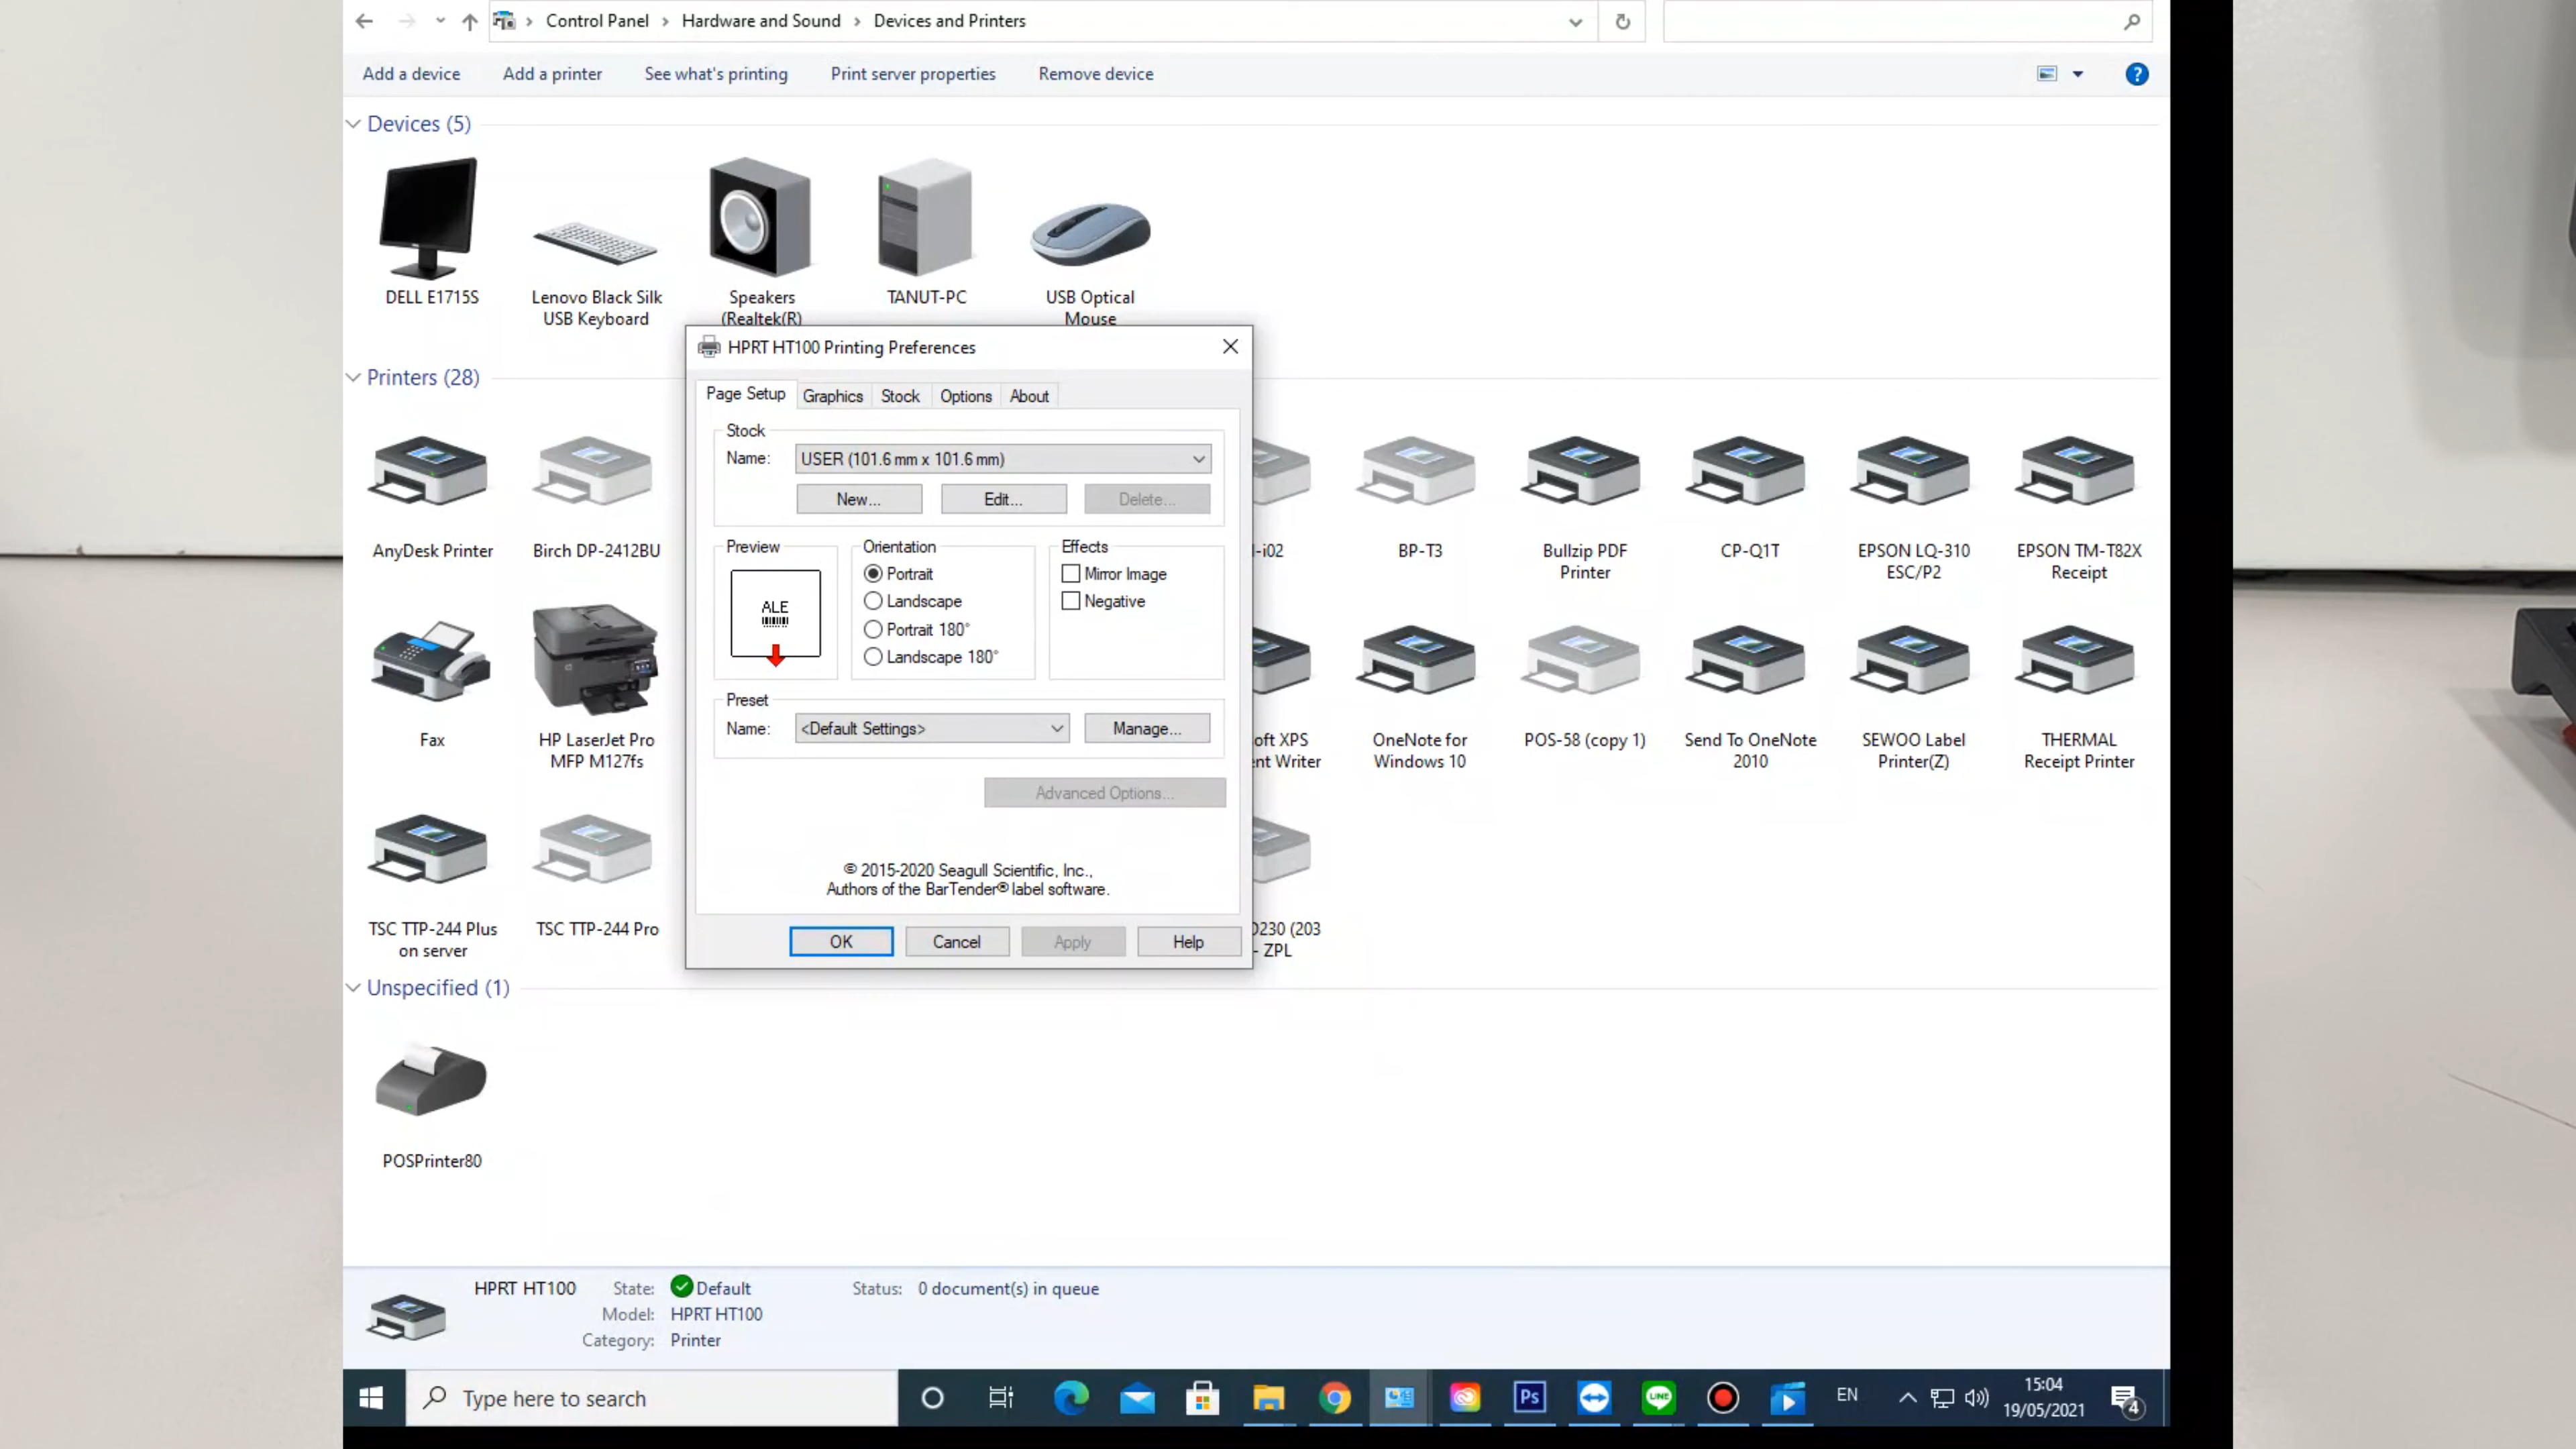 Control Panel > Hardware and Sound > Devices and Printers
Add a device Add a printer See what's printing Print server properties Remove device
Devices (5)
DELL E1715S
Lenovo Black Silk
USB Keyboard
Speakers
(Realtek(R)
TANUT-PC
USB Optical
Mouse
Printers (28)
AnyDesk Printer
Birch DP-2412BU
-i02
BP-T3
Bullzip PDF
Printer
CP-Q1T
EPSON LQ-310
ESC/P2
EPSON TM-T82X
Receipt
Fax
HP LaserJet Pro
MFP M127fs
oft XPS
ent Writer
OneNote for
Windows 10
POS-58 (copy 1)
Send To OneNote
2010
SEWOO Label
Printer(Z)
THERMAL
Receipt Printer
TSC TTP-244 Plus
on server
TSC TTP-244 Pro
D230 (203
- ZPL
HPRT HT100 Printing Preferences
Page Setup Graphics Stock Options About
Stock
Name: USER (101.6 mm x 101.6 mm)
New... Edit... Delete...
Preview
ALE
Orientation
Portrait
Landscape
Portrait 180°
Landscape 180°
Effects
Mirror Image
Negative
Preset
Name: <Default Settings> Manage...
Advanced Options...
© 2015-2020 Seagull Scientific, Inc.,
Authors of the BarTender® label software.
OK Cancel Apply Help
Unspecified (1)
POSPrinter80
HPRT HT100 State: Default Status: 0 document(s) in queue
Model: HPRT HT100
Category: Printer
Type here to search
Ps
LINE
EN
15:04
19/05/2021
4